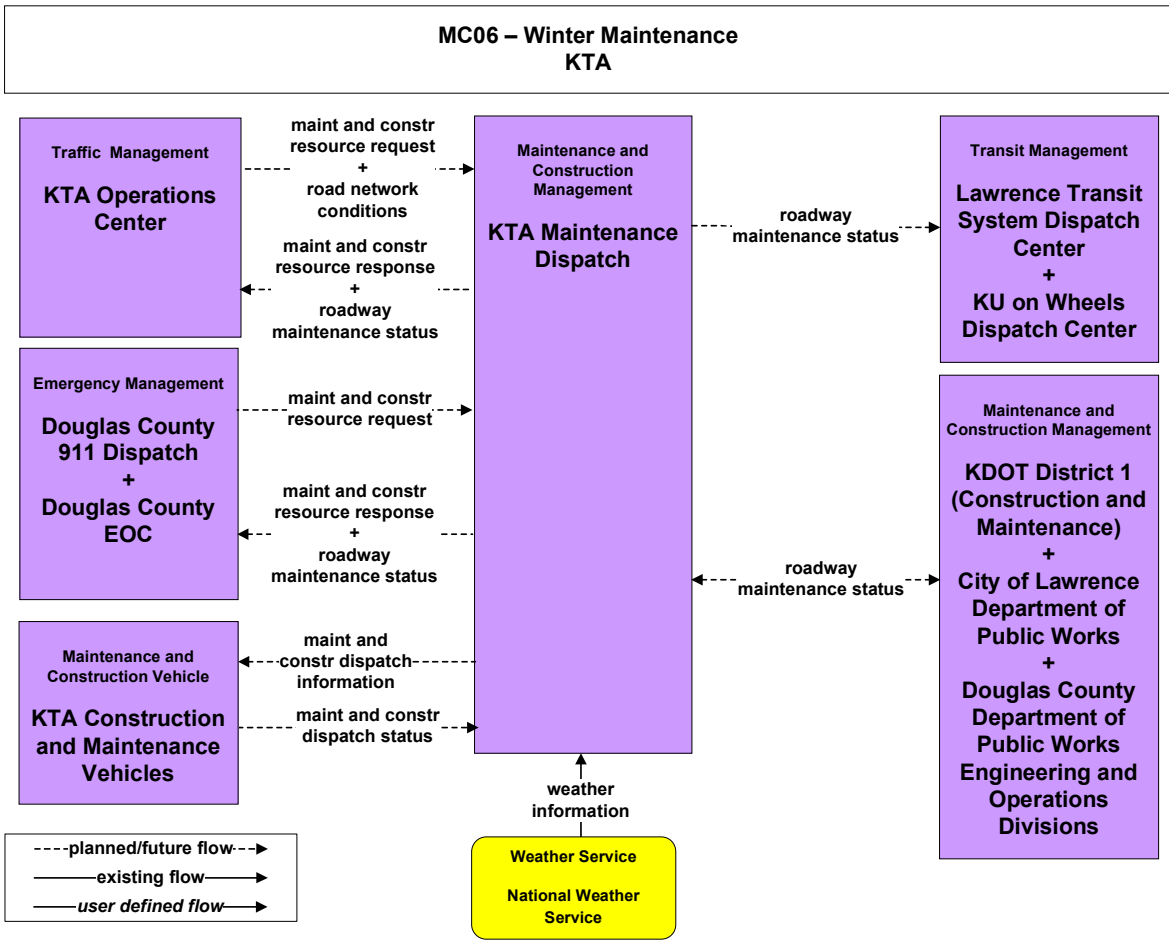 MC06 – Winter Maintenance
KTA
Traffic Management
KTA Operations
Center
maint and constr
resource request
+
road network
conditions
maint and constr
resource response
+
roadway
maintenance status
Emergency Management
Douglas County
911 Dispatch
+
Douglas County
EOC
maint and constr
resource request
maint and constr
resource response
+
roadway
maintenance status
Maintenance and
Construction Vehicle
KTA Construction
and Maintenance
Vehicles
maint and
constr dispatch
information
maint and constr
dispatch status
Maintenance and
Construction
Management
KTA Maintenance
Dispatch
weather
information
Weather Service
National Weather
Service
roadway
maintenance status
Transit Management
Lawrence Transit
System Dispatch
Center
+
KU on Wheels
Dispatch Center
roadway
maintenance status
Maintenance and
Construction Management
KDOT District 1
(Construction and
Maintenance)
+
City of Lawrence
Department of
Public Works
+
Douglas County
Department of
Public Works
Engineering and
Operations
Divisions
planned/future flow
existing flow
user defined flow